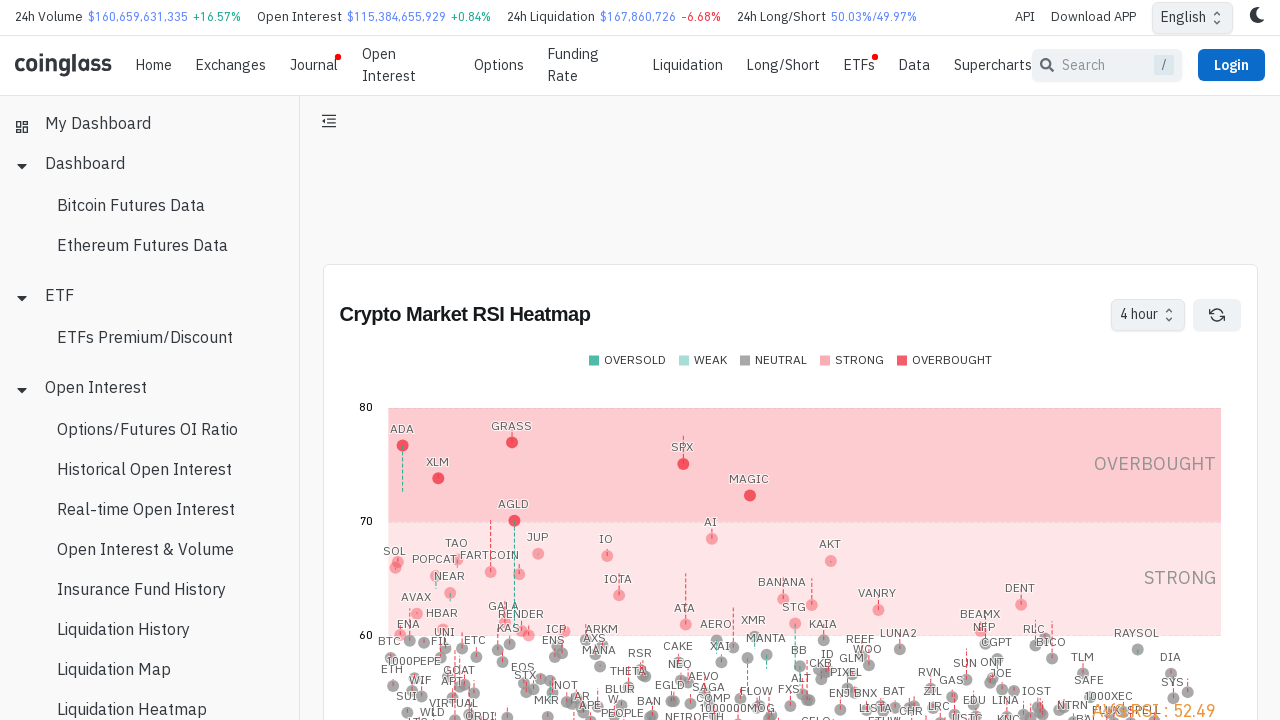 24h Volume $160,659,631,335 +16.57% Open Interest $115,384,655,929 +0.84% 24h Liquidation $167,860,726 -6.68% 24h Long/Short 50.03%/49.97% API Download APP English
coinglass Home Exchanges Journal Open Interest Options Funding Rate Liquidation Long/Short ETFs Data Supercharts Search / Login
My Dashboard
Dashboard
Bitcoin Futures Data
Ethereum Futures Data
ETF
ETFs Premium/Discount
Open Interest
Options/Futures OI Ratio
Historical Open Interest
Real-time Open Interest
Open Interest & Volume
Insurance Fund History
Liquidation History
Liquidation Map
Liquidation Heatmap
Crypto Market RSI Heatmap 4 hour
OVERSOLD WEAK NEUTRAL STRONG OVERBOUGHT
80
ADA GRASS
SPX
XLM OVERBOUGHT
MAGIC
AGLD
70 AI
TAO JUP IO AKT
SOL POPCAT FARTCOIN
NEAR IOTA BANANA STRONG
AVAX VANRY DENT
HBAR GALA RENDER ATA STG BEAMX
ENA UNI KAS ICP ARKM AERO XMR KAIA NFP RLC
60
BTC FIL ETC ENS AXS MANTA REEF LUNA2 CGPT BICO RAYSOL
1000PEPE MANA CAKE XAI BB ID WOO
ETH GOAT EOS THETA RSR NEO CKB GLM SUN ONT TLM DIA
WIF APT STX NOT BLUR EGLD AEVO ALT PIXEL RVN JOE SAFE
SUI VIRTUAL MKR AR BAN SAGA COMP FLOW FXS ENJ BNX BAT ZIL GAS EDU LINA IOST 1000XEC SYS
WLD APE PEOPLE 1000000MOG LISTA CHR LRC NTRN
AVG RSI : 52.49